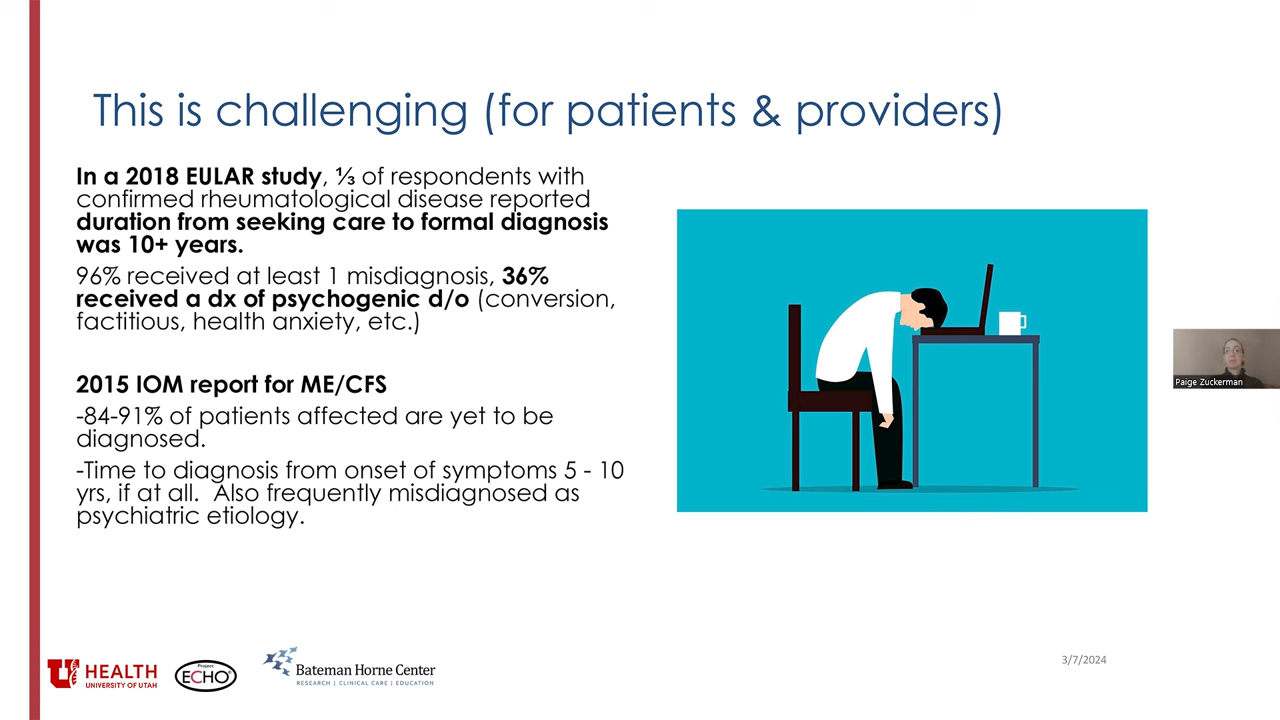 This is challenging (for patients & providers)
In a 2018 EULAR study, ⅓ of respondents with
confirmed rheumatological disease reported
duration from seeking care to formal diagnosis
was 10+ years.
96% received at least 1 misdiagnosis, 36%
received a dx of psychogenic d/o (conversion,
factitious, health anxiety, etc.)
2015 IOM report for ME/CFS
-84-91% of patients affected are yet to be
diagnosed.
-Time to diagnosis from onset of symptoms 5 - 10
yrs, if at all.  Also frequently misdiagnosed as
psychiatric etiology.
Paige Zuckerman
U HEALTH
UNIVERSITY OF UTAH
Project
ECHO®
Bateman Horne Center
RESEARCH | CLINICAL CARE | EDUCATION
3/7/2024